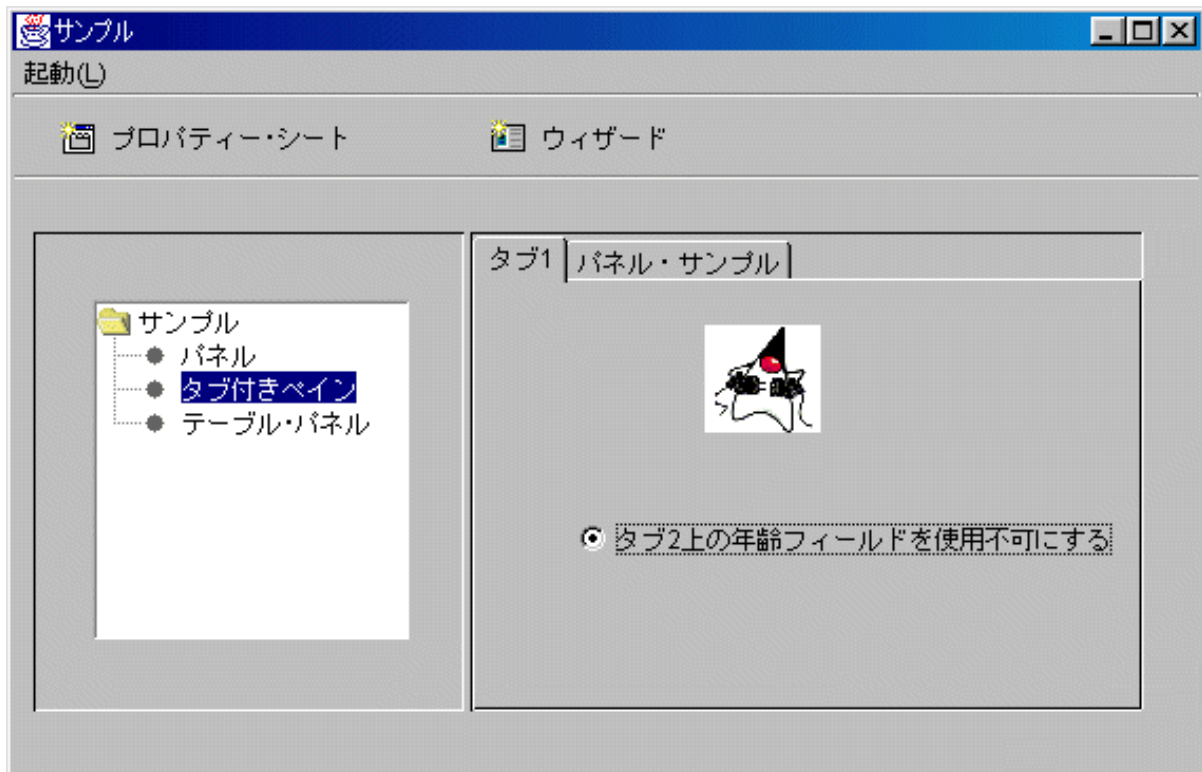 サンプル
起動(L)
プロパティー・シート
ウィザード
タブ1
パネル・サンプル
サンプル
パネル
タブ付きペイン
テーブル・パネル
タブ2上の年齢フィールドを使用不可にする